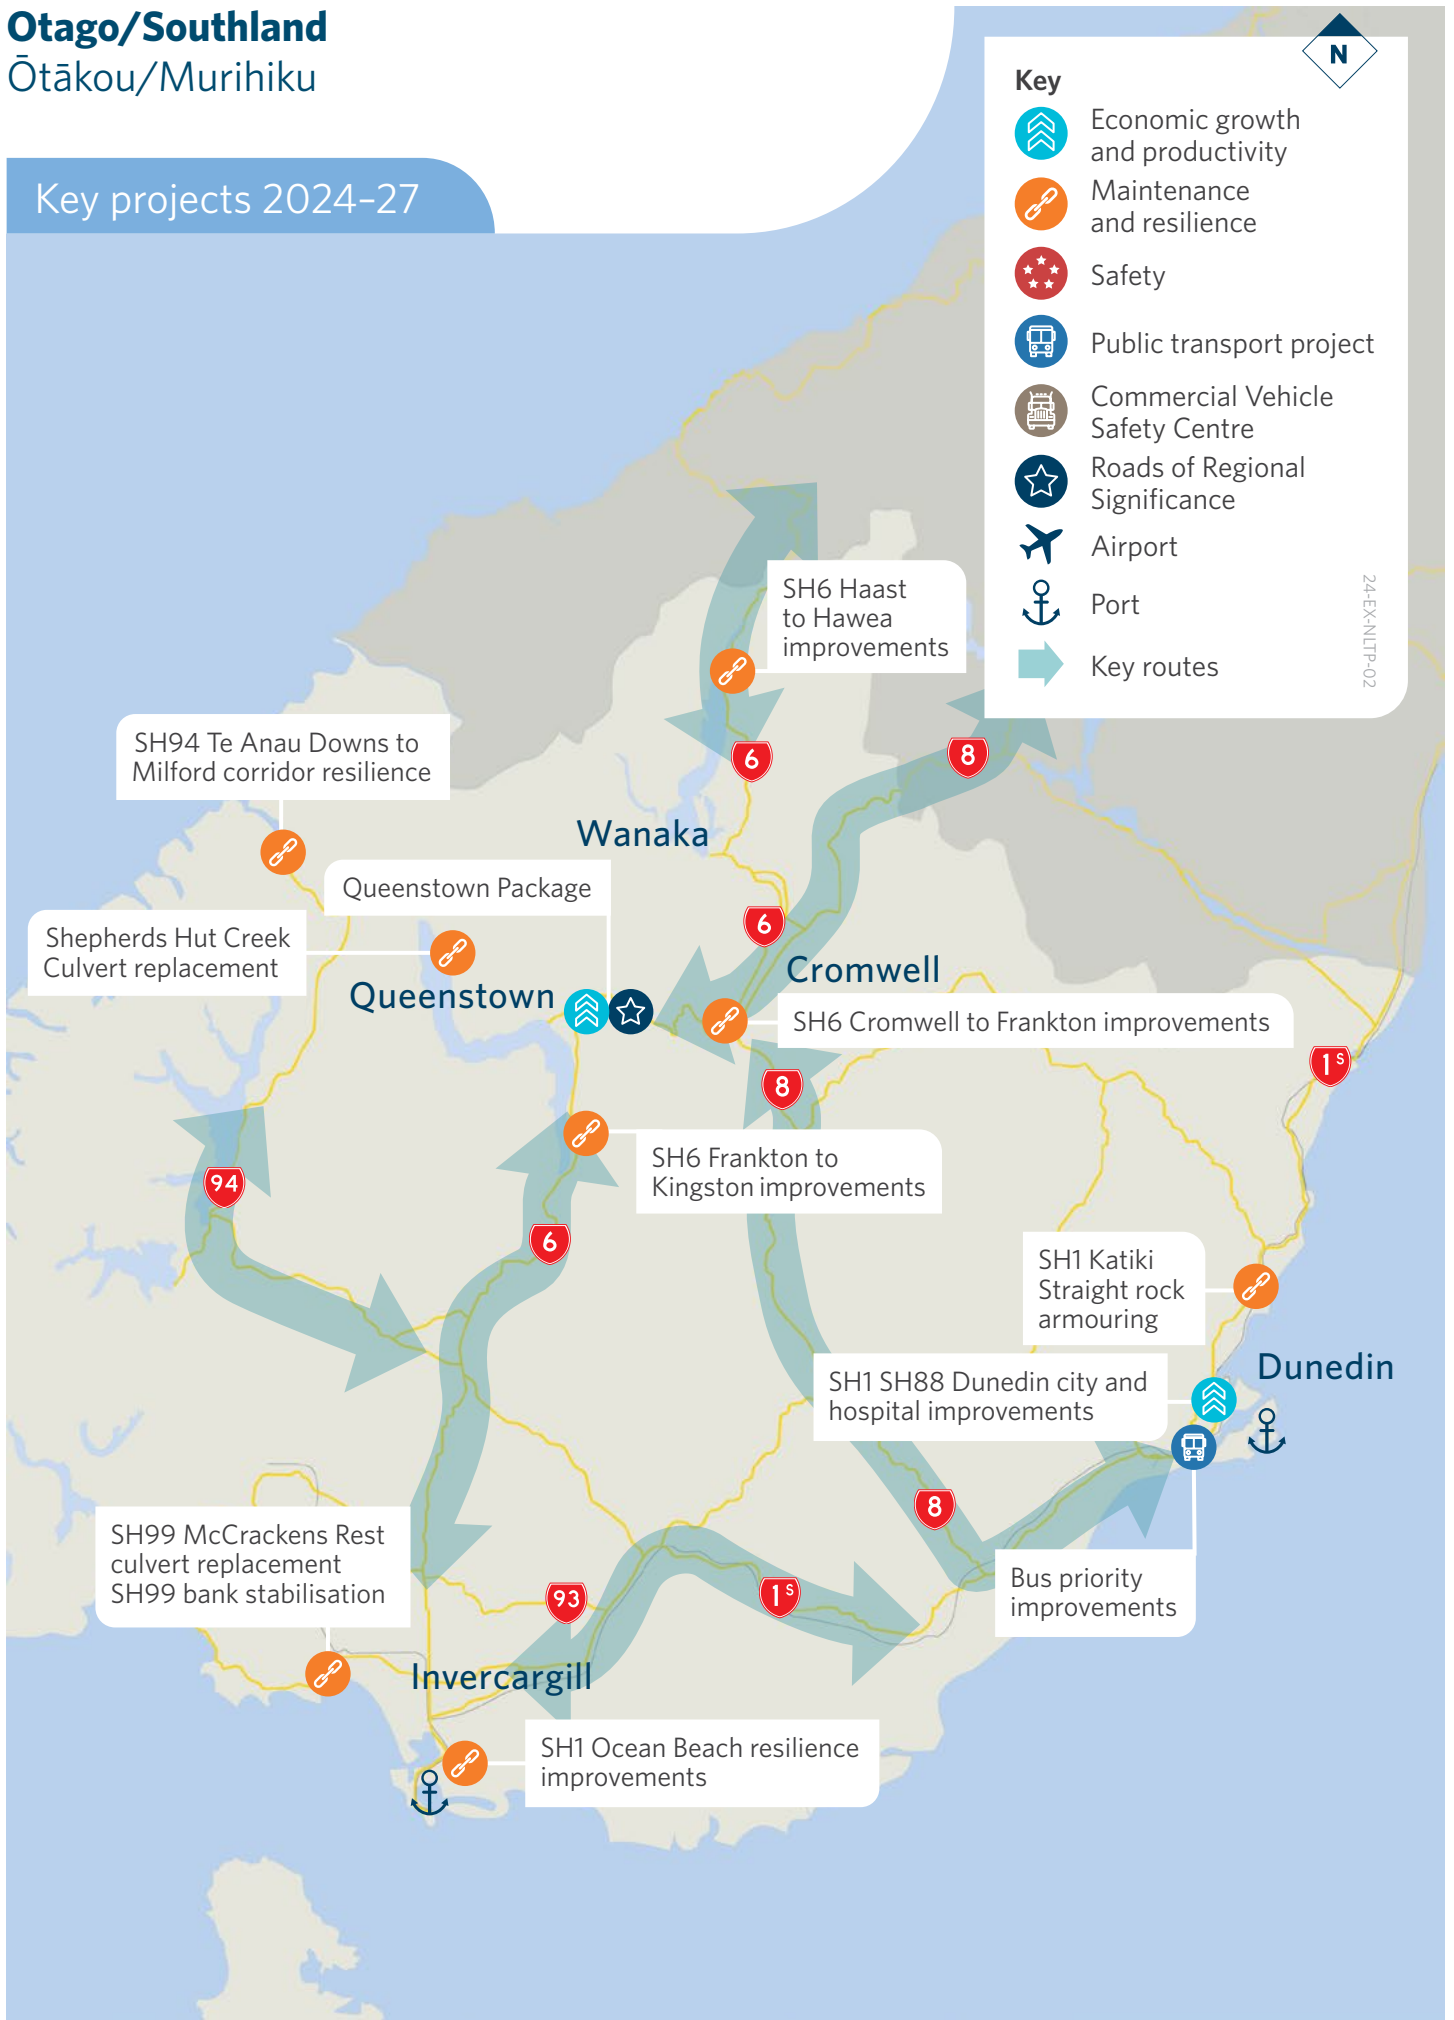 Otago/Southland
Ōtākou/Murihiku
Key projects 2024–27
N
Key
Economic growth
and productivity
Maintenance
and resilience
Safety
Public transport project
Commercial Vehicle
Safety Centre
Roads of Regional
Significance
Airport
Port
Key routes
24-EX-NLTP-02
SH6 Haast
to Hawea
improvements
SH94 Te Anau Downs to
Milford corridor resilience
6
8
Wanaka
Queenstown Package
6
Shepherds Hut Creek
Culvert replacement
Cromwell
Queenstown
SH6 Cromwell to Frankton improvements
1S
8
SH6 Frankton to
Kingston improvements
94
6
SH1 Katiki
Straight rock
armouring
Dunedin
SH1 SH88 Dunedin city and
hospital improvements
8
SH99 McCrackens Rest
culvert replacement
SH99 bank stabilisation
93
1S
Bus priority
improvements
Invercargill
SH1 Ocean Beach resilience
improvements